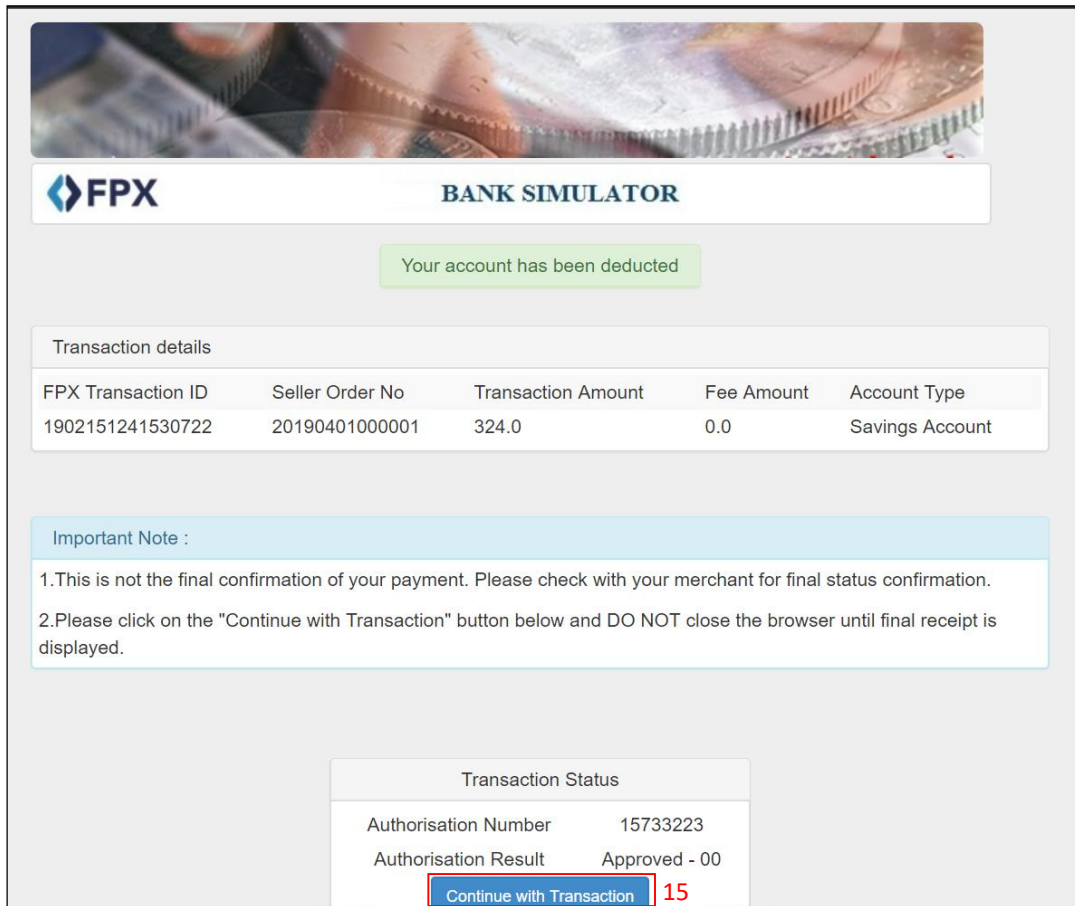 FPX
BANK SIMULATOR
Your account has been deducted
Transaction details
FPX Transaction ID Seller Order No Transaction Amount Fee Amount Account Type
1902151241530722 20190401000001 324.0 0.0 Savings Account
Important Note :
1.This is not the final confirmation of your payment. Please check with your merchant for final status confirmation.
2.Please click on the "Continue with Transaction" button below and DO NOT close the browser until final receipt is
displayed.
Transaction Status
Authorisation Number 15733223
Authorisation Result Approved - 00
Continue with Transaction 15